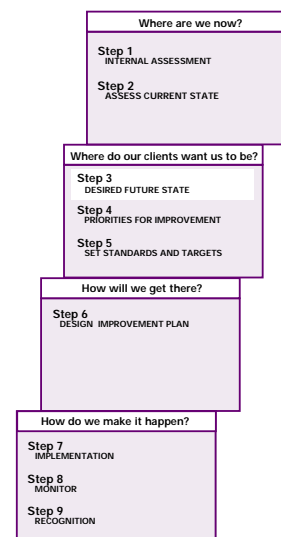 Where are we now?
Step 1
INTERNAL ASSESSMENT
Step 2
ASSESS CURRENT STATE
Where do our clients want us to be?
Step 3
DESIRED FUTURE STATE
Step 4
PRIORITIES FOR IMPROVEMENT
Step 5
SET STANDARDS AND TARGETS
How will we get there?
Step 6
DESIGN IMPROVEMENT PLAN
How do we make it happen?
Step 7
IMPLEMENTATION
Step 8
MONITOR
Step 9
RECOGNITION